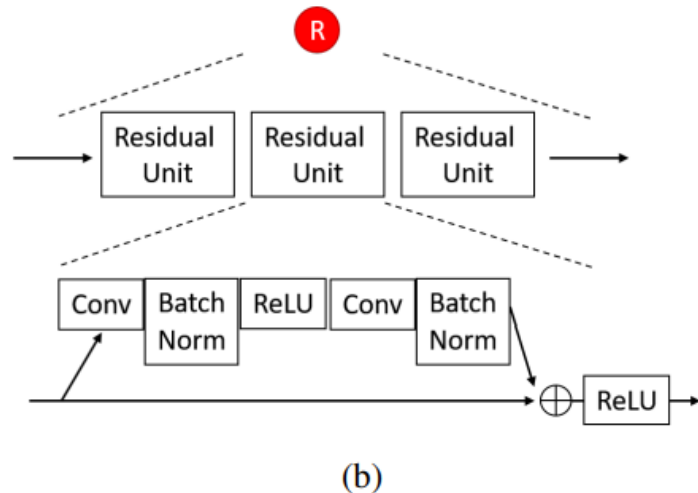 R
Residual
Unit
Residual
Unit
Residual
Unit
Conv
Batch
Norm
ReLU
Conv
Batch
Norm
ReLU
(b)